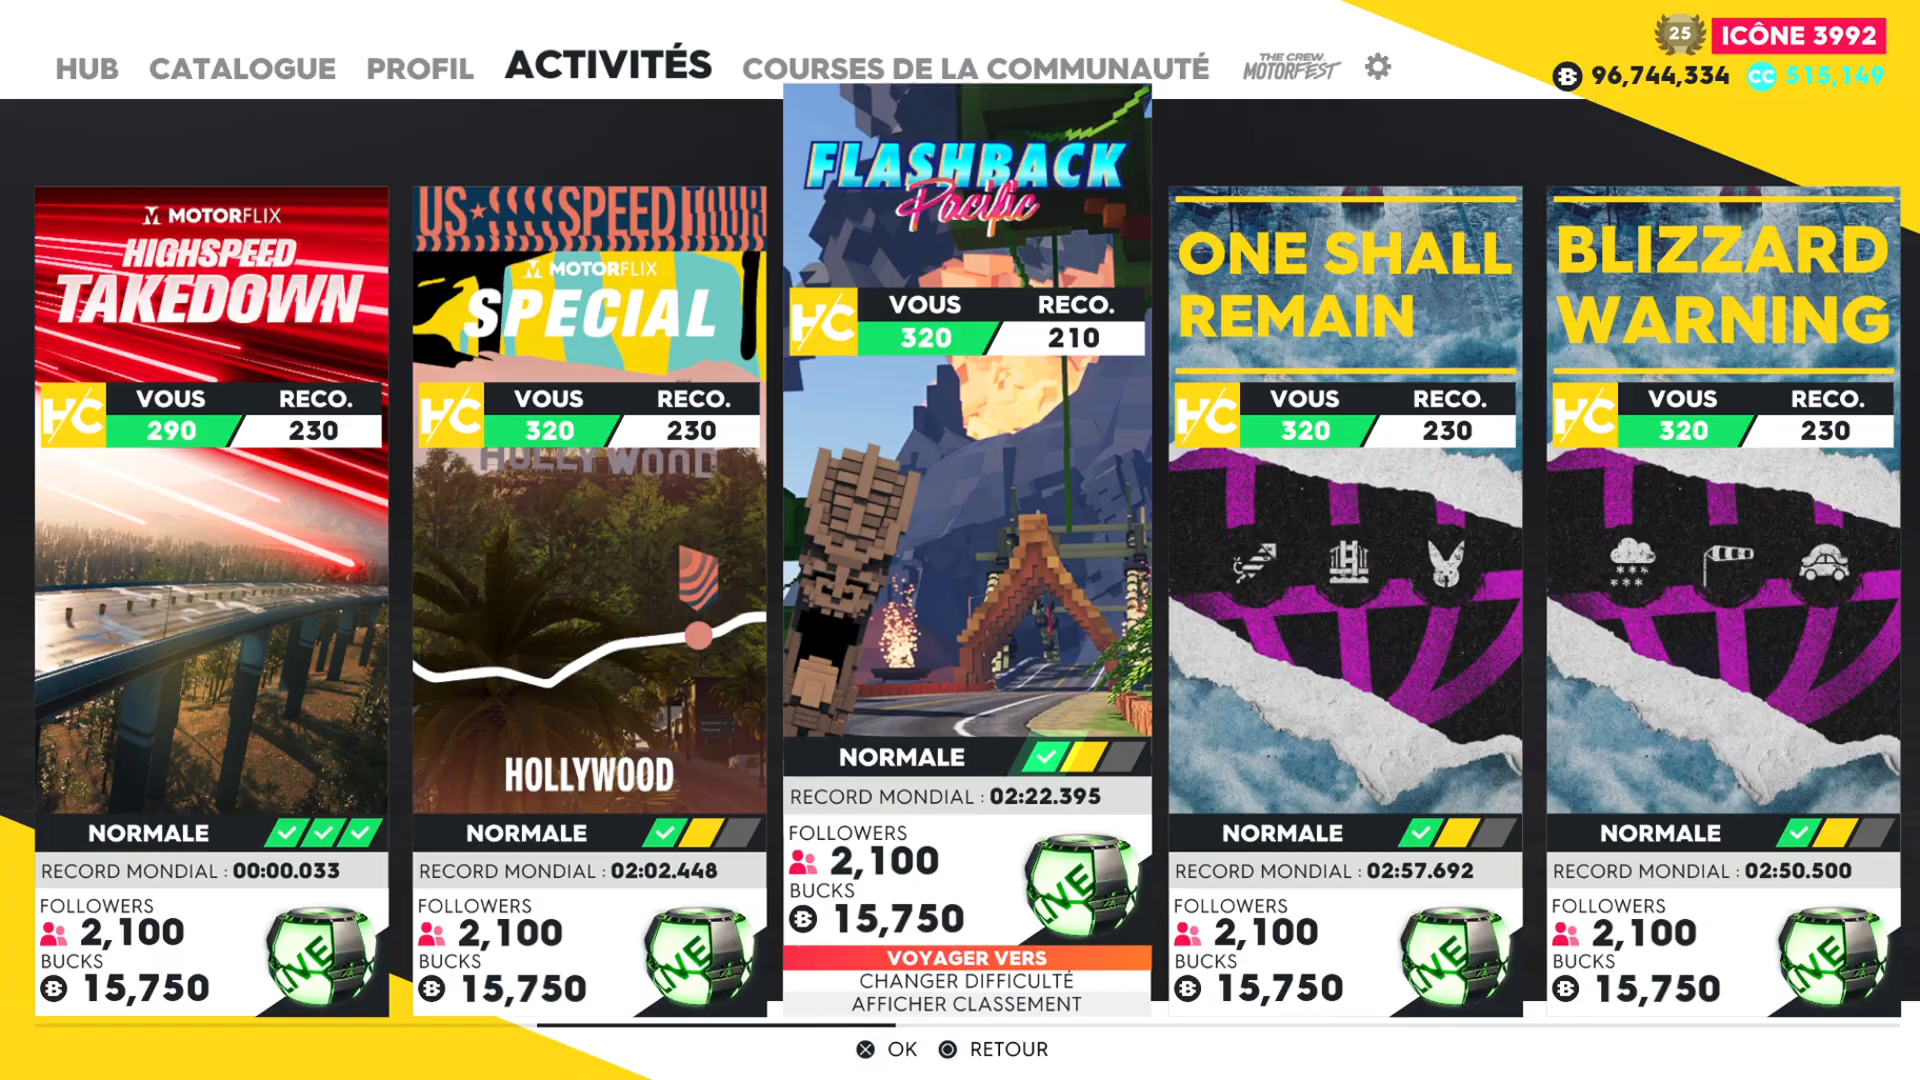 HUB
CATALOGUE
PROFIL
ACTIVITÉS
COURSES DE LA COMMUNAUTÉ
THE CREW
MOTORFEST
25
ICÔNE 3992
96,744,334
CC 515,149
MOTORFLIX
HIGHSPEED
TAKEDOWN
H/C
VOUS
RECO.
290
230
NORMALE
RECORD MONDIAL : 00:00.033
FOLLOWERS
2,100
BUCKS
15,750
LIVE
US SPEED TOUR
MOTORFLIX
SPECIAL
H/C
VOUS
RECO.
320
230
HOLLYWOOD
HOLLYWOOD
NORMALE
RECORD MONDIAL : 02:02.448
FOLLOWERS
2,100
BUCKS
15,750
LIVE
FLASHBACK
Pacific
H/C
VOUS
RECO.
320
210
NORMALE
RECORD MONDIAL : 02:22.395
FOLLOWERS
2,100
BUCKS
15,750
LIVE
VOYAGER VERS
CHANGER DIFFICULTÉ
AFFICHER CLASSEMENT
ONE SHALL
REMAIN
H/C
VOUS
RECO.
320
230
NORMALE
RECORD MONDIAL : 02:57.692
FOLLOWERS
2,100
BUCKS
15,750
LIVE
BLIZZARD
WARNING
H/C
VOUS
RECO.
320
230
NORMALE
RECORD MONDIAL : 02:50.500
FOLLOWERS
2,100
BUCKS
15,750
LIVE
OK
RETOUR